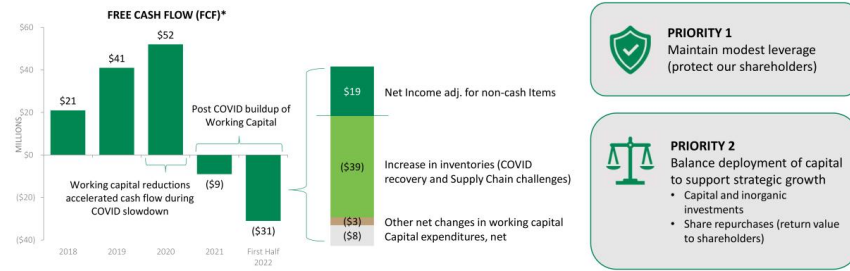 FREE CASH FLOW (FCF)*
MILLIONS
$60
$40
$20
$0
($20)
($40)
$21
$41
$52
($9)
($31)
2018
2019
2020
2021
First Half
2022
Post COVID buildup of
Working Capital
Working capital reductions
accelerated cash flow during
COVID slowdown
$19
Net Income adj. for non-cash Items
($39)
Increase in inventories (COVID
recovery and Supply Chain challenges)
($3)
Other net changes in working capital
($8)
Capital expenditures, net
PRIORITY 1
Maintain modest leverage
(protect our shareholders)
PRIORITY 2
Balance deployment of capital
to support strategic growth
• Capital and inorganic
investments
• Share repurchases (return value
to shareholders)